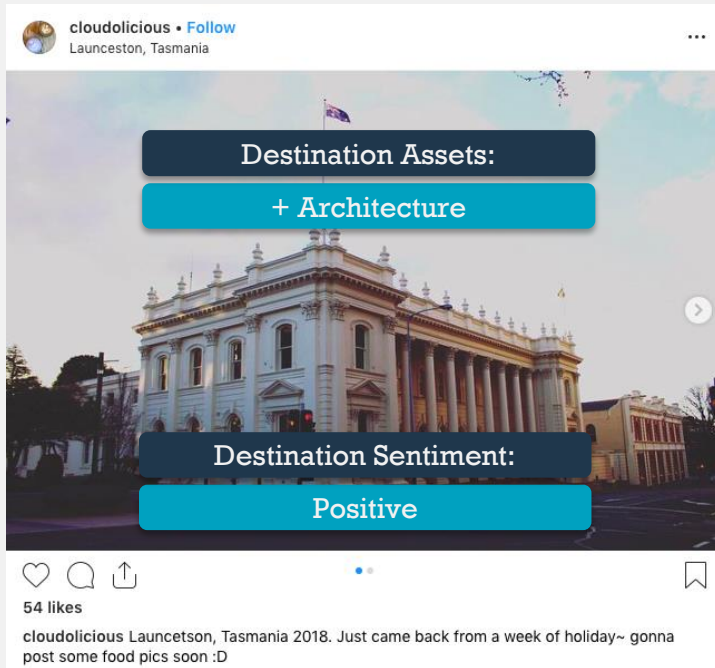 cloudolicious • Follow
Launceston, Tasmania
Destination Assets:
+ Architecture
Destination Sentiment:
Positive
54 likes
cloudolicious Launcetson, Tasmania 2018. Just came back from a week of holiday~ gonna
post some food pics soon :D